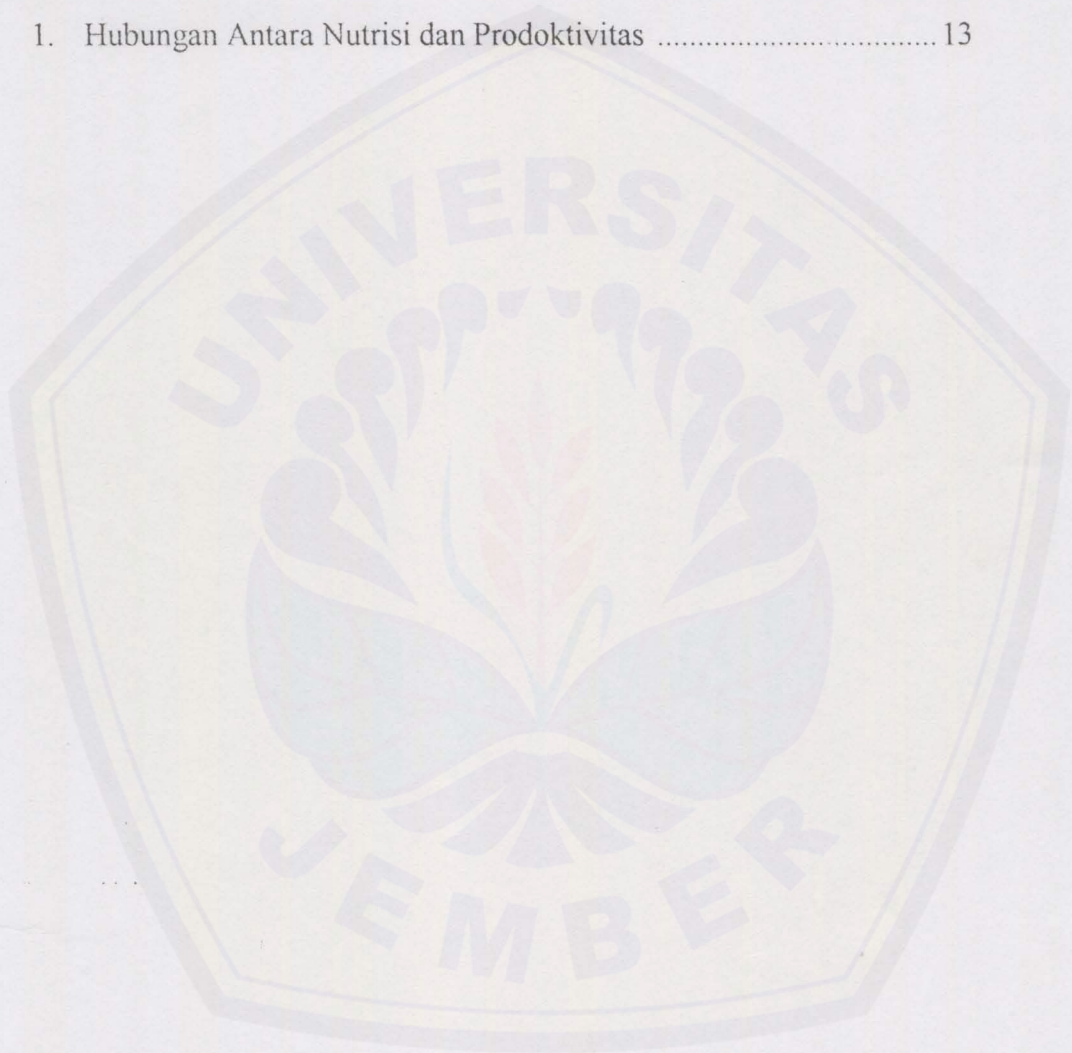 1. Hubungan Antara Nutrisi dan Prodoktivitas .................................. 13
UNIVERSITAS
JEMBER